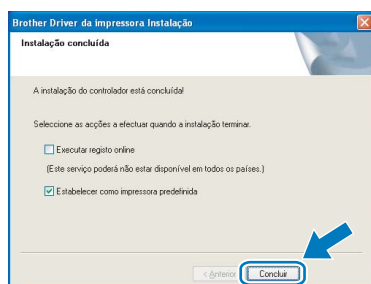 Brother Driver da impressora Instalação
Instalação concluída
A instalação do controlador está concluída!
Seleccione as acções a efectuar quando a instalação terminar.
Executar registo online
(Este serviço poderá não estar disponível em todos os países.)
Estabelecer como impressora predefinida
< Anterior
Concluir